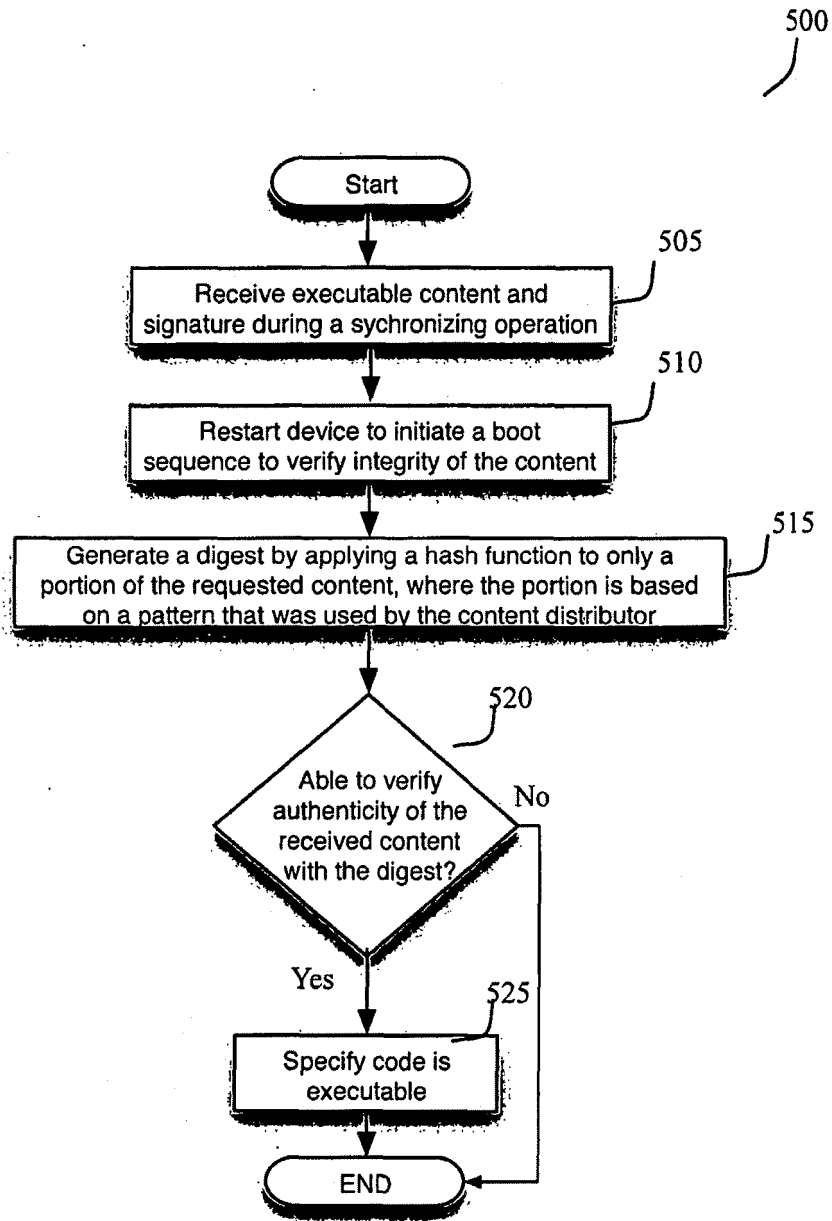 500
Start
505
Receive executable content and
signature during a sychronizing operation
510
Restart device to initiate a boot
sequence to verify integrity of the content
515
Generate a digest by applying a hash function to only a
portion of the requested content, where the portion is based
on a pattern that was used by the content distributor
520
Able to verify
authenticity of the
received content
with the digest?
No
Yes
525
Specify code is
executable
END